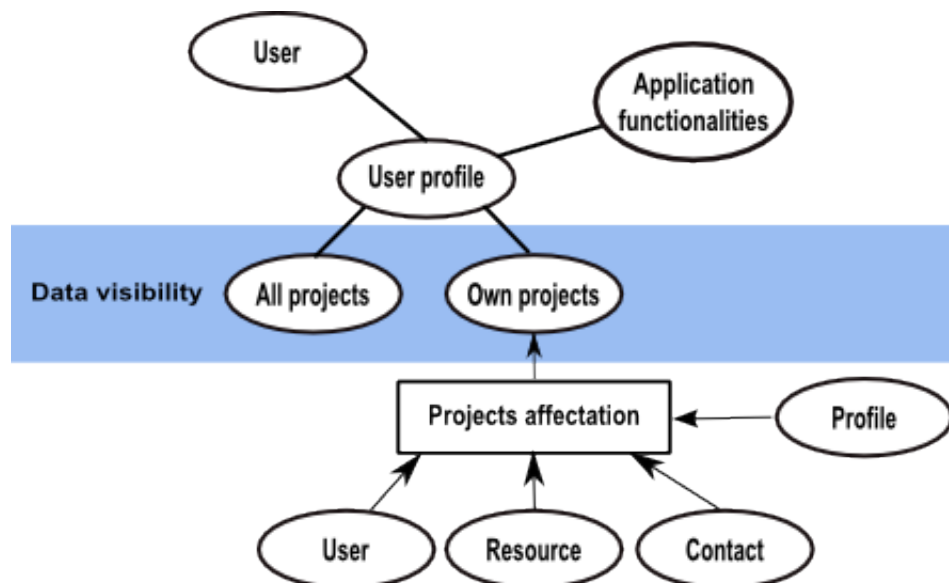 User
Application
functionalities
User profile
Data visibility
All projects
Own projects
Projects affectation
Profile
User
Resource
Contact